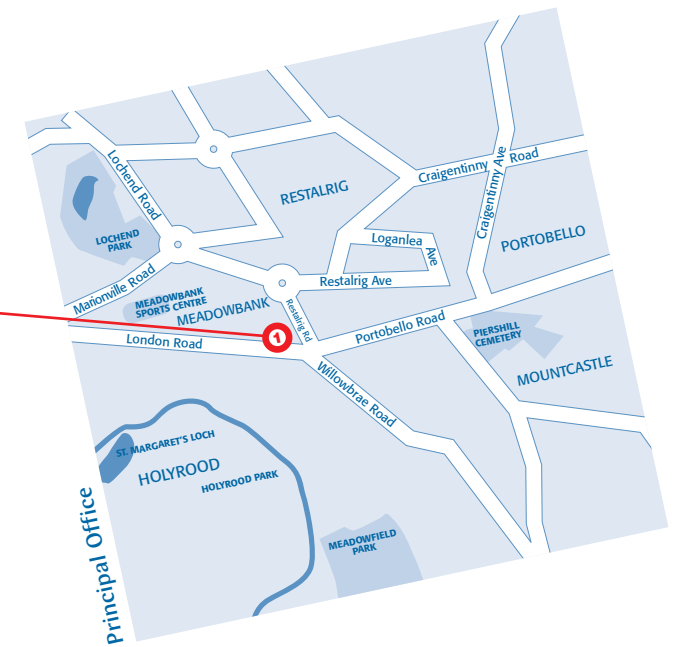 Lochend Road
RESTALRIG
Craigentinny Road
Craigentinny Ave
LOCHEND
PARK
Loganlea
Ave
PORTOBELLO
Marionville Road
Restalrig Ave
MEADOWBANK
SPORTS CENTRE
MEADOWBANK
Restalrig Rd
1
London Road
Portobello Road
PIERSHILL
CEMETERY
MOUNTCASTLE
Willowbrae Road
ST. MARGARET'S LOCH
HOLYROOD
HOLYROOD PARK
MEADOWFIELD
PARK
Principal Office